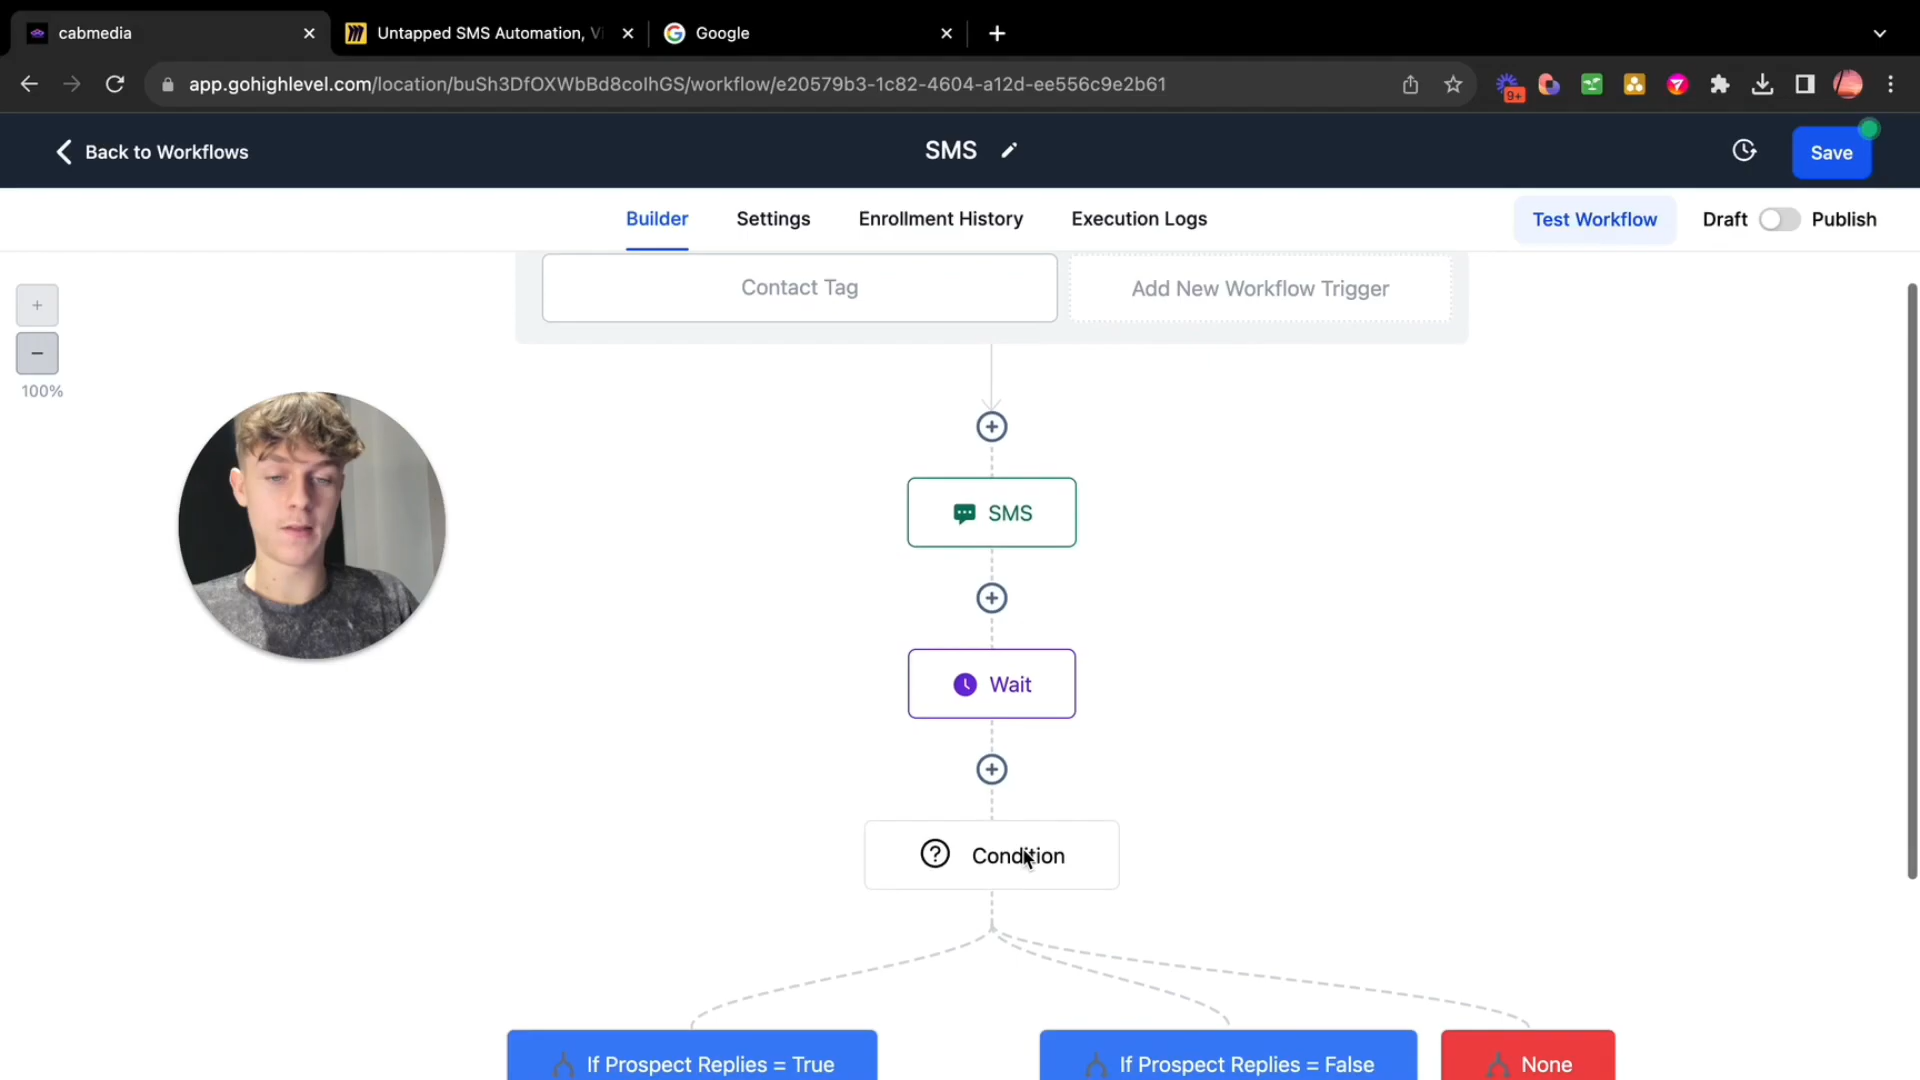 cabmedia
Untapped SMS Automation, Vi
Google
app.gohighlevel.com/location/buSh3DfOXWbBd8colhGS/workflow/e20579b3-1c82-4604-a12d-ee556c9e2b61
9+
Back to Workflows
SMS
Save
Builder
Settings
Enrollment History
Execution Logs
Test Workflow
Draft
Publish
Contact Tag
Add New Workflow Trigger
100%
SMS
Wait
Condition
If Prospect Replies = True
If Prospect Replies = False
None